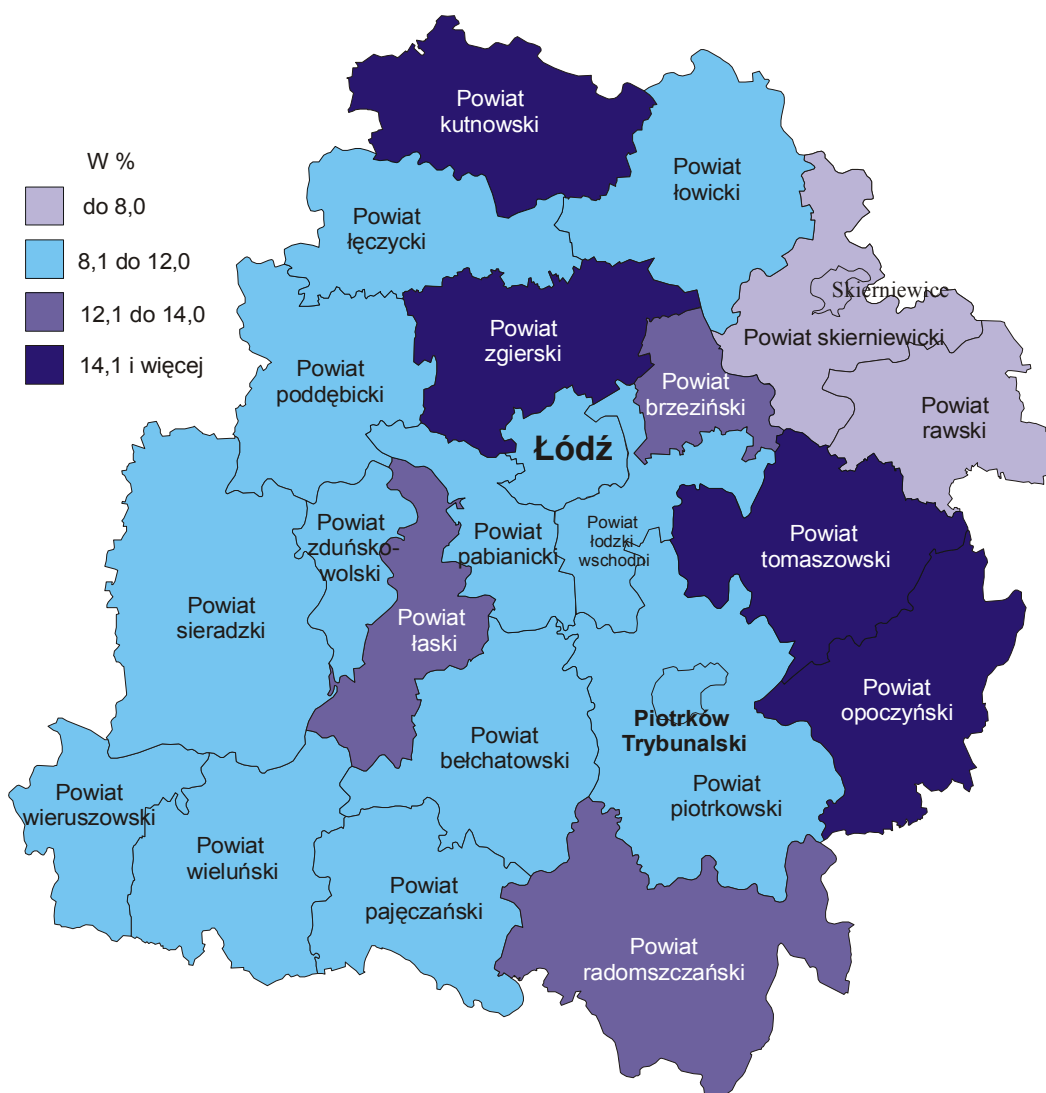 Powiat
kutnowski
W %
do 8,0
8,1 do 12,0
12,1 do 14,0
14,1 i więcej
Powiat
łowicki
Powiat
łęczycki
Skierniewice
Powiat skierniewicki
Powiat
zgierski
Powiat
poddębicki
Powiat
brzeziński
Powiat
rawski
Łódź
Powiat
zduńsko-
wolski
Powiat
pabianicki
Powiat
łodzki
wschodni
Powiat
tomaszowski
Powiat
sieradzki
Powiat
łaski
Powiat
opoczyński
Piotrków
Trybunalski
Powiat
bełchatowski
Powiat
piotrkowski
Powiat
wieruszowski
Powiat
wieluński
Powiat
pajęczański
Powiat
radomszczański